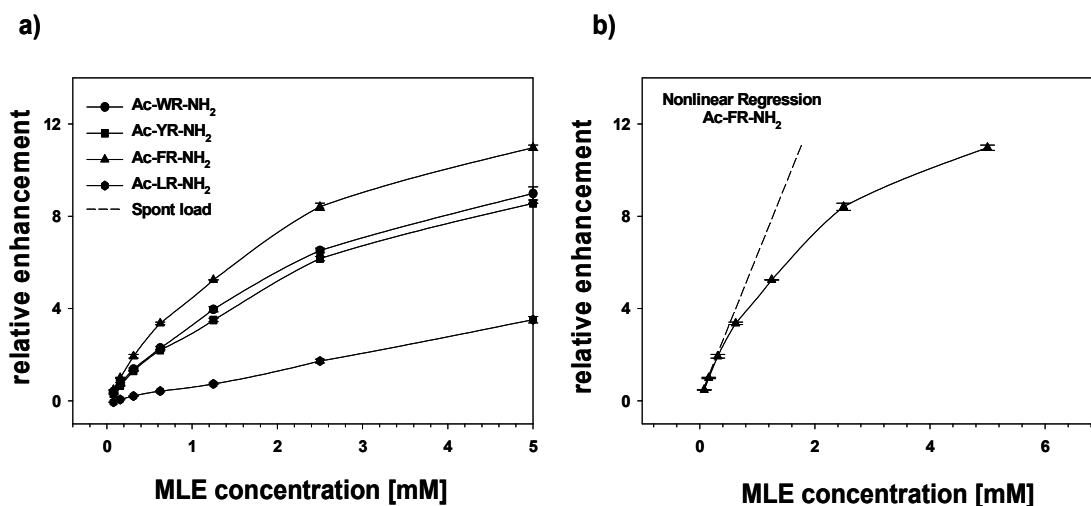 a)
relative enhancement
12
8
4
0
Ac-WR-NH₂
Ac-YR-NH₂
Ac-FR-NH₂
Ac-LR-NH₂
Spont load
0 1 2 3 4 5
MLE concentration [mM]
b)
relative enhancement
12
8
4
0
Nonlinear Regression
Ac-FR-NH₂
0 2 4 6
MLE concentration [mM]